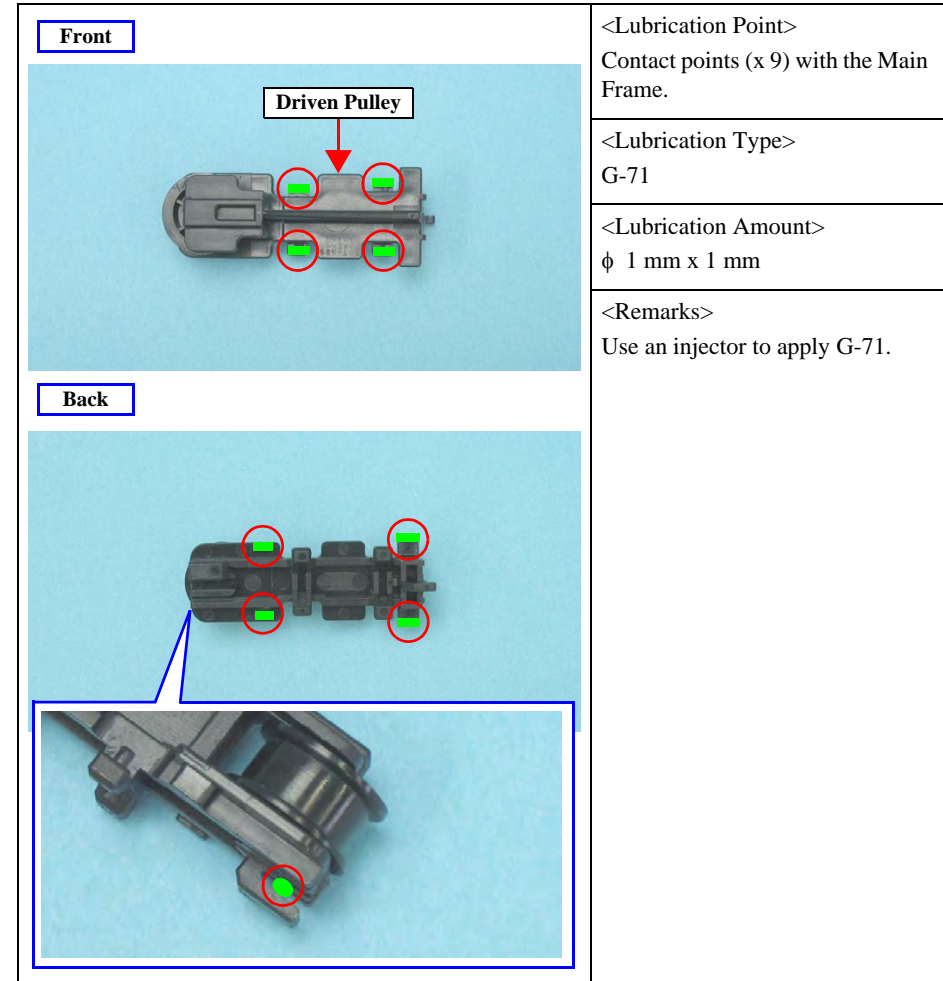 Front
Driven Pulley
Back
<Lubrication Point>
Contact points (x 9) with the Main
Frame.
<Lubrication Type>
G-71
<Lubrication Amount>
ϕ 1 mm x 1 mm
<Remarks>
Use an injector to apply G-71.